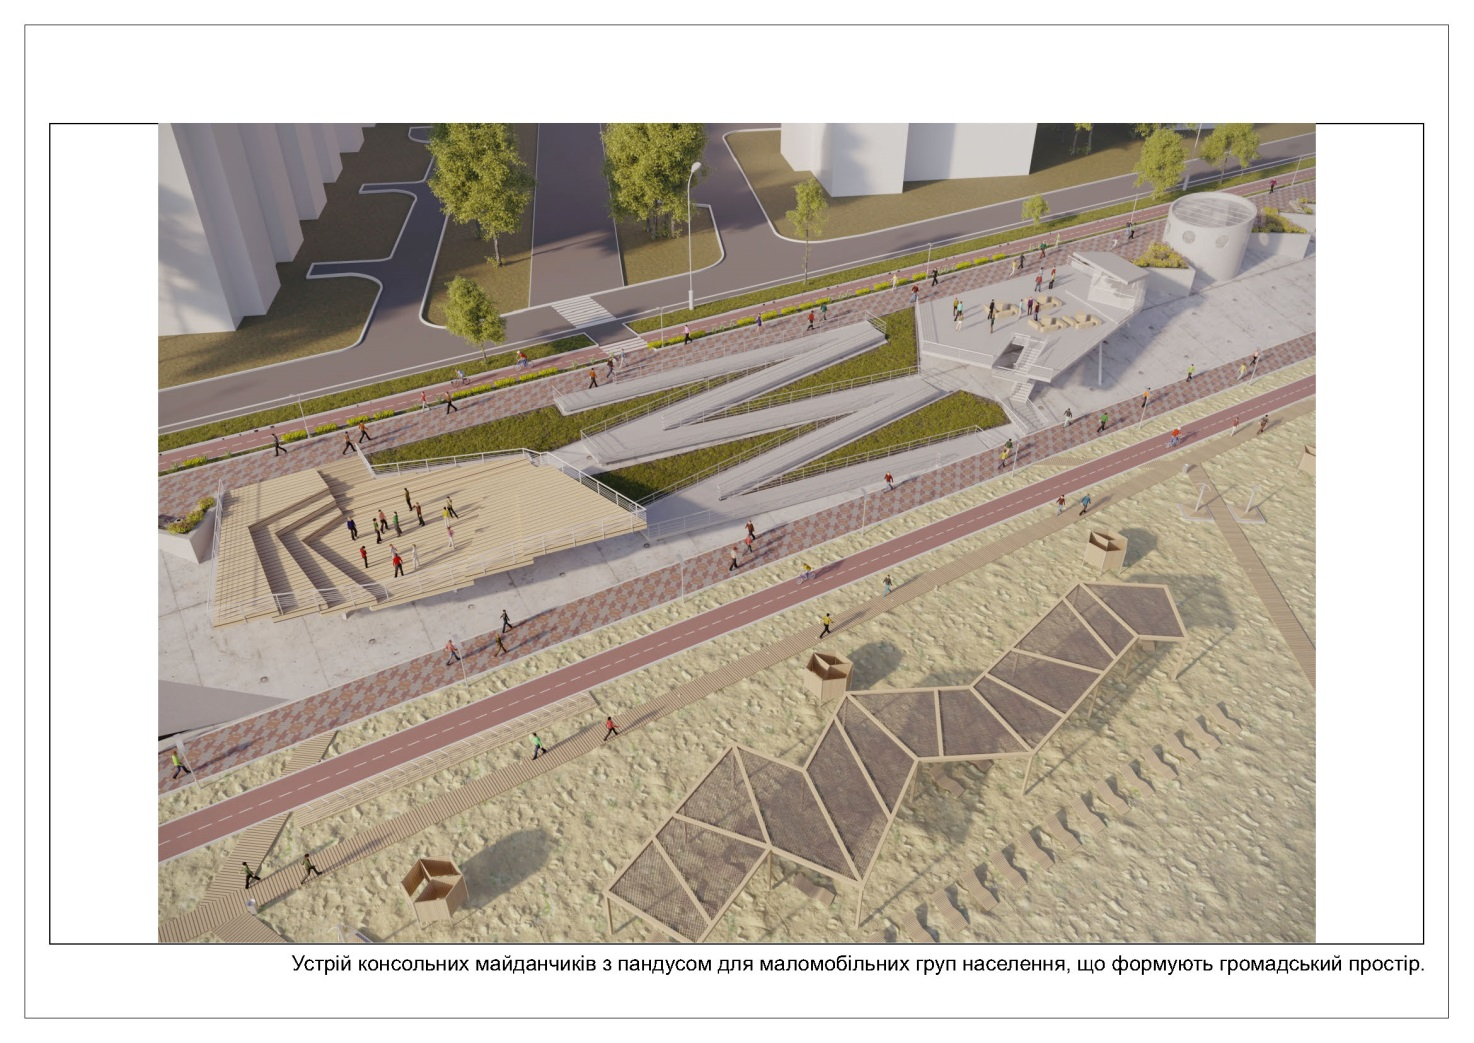 Устрій консольних майданчиків з пандусом для маломобільних груп населення, що формують громадський простір.